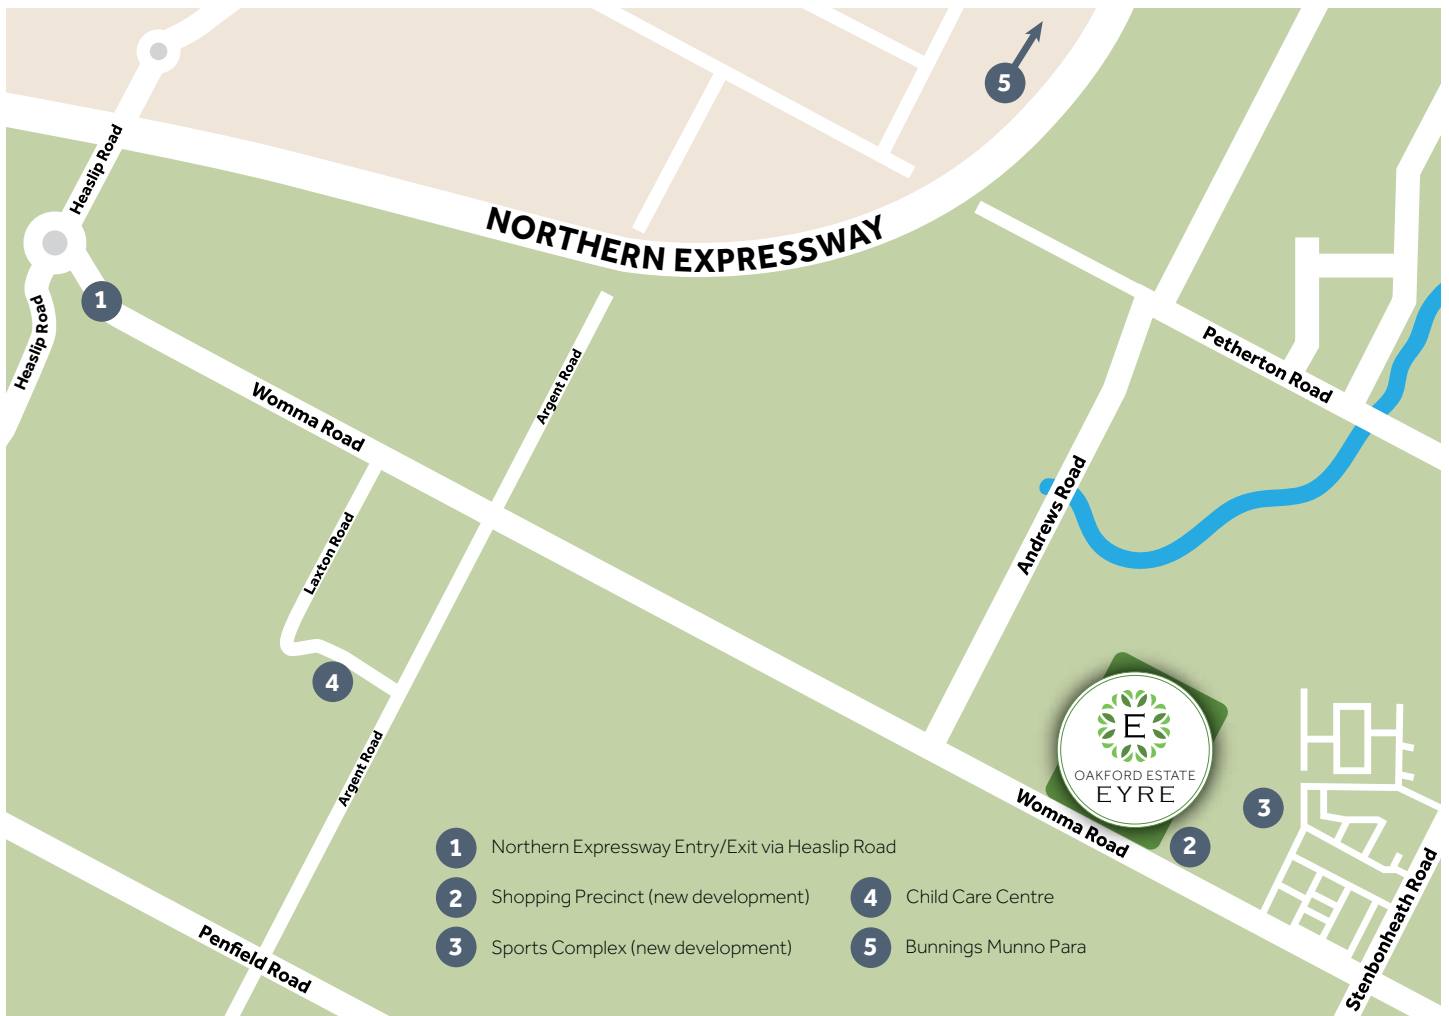 5
Heaslip Road
NORTHERN EXPRESSWAY
1
Heaslip Road
Petherton Road
Argent Road
Womma Road
Andrews Road
Laxton Road
4
E
OAKFORD ESTATE
EYRE
Argent Road
3
Womma Road
2
Stenbonheath Road
Penfield Road
1 Northern Expressway Entry/Exit via Heaslip Road
2 Shopping Precinct (new development)
4 Child Care Centre
3 Sports Complex (new development)
5 Bunnings Munno Para